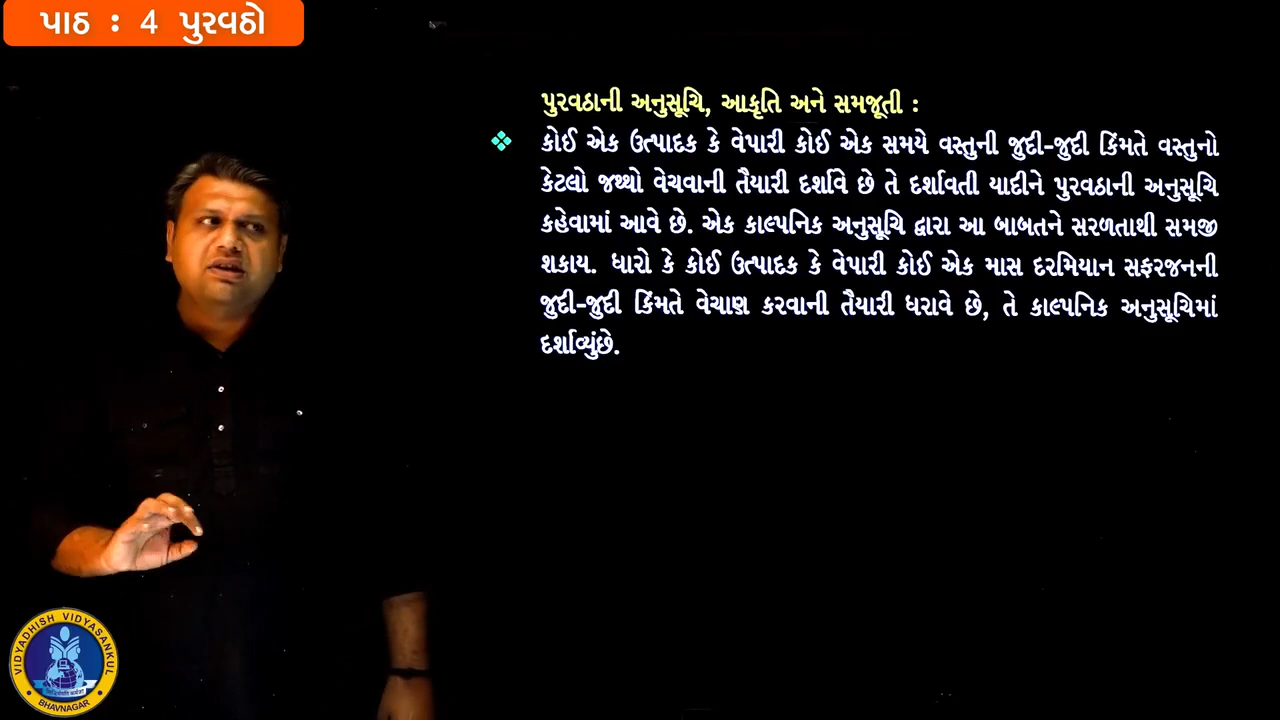 પાઠ : 4 પુરવઠો
પુરવઠાની અનુસૂચિ, આકૃતિ અને સમજૂતી :
કોઈ એક ઉત્પાદક કે વેપારી કોઈ એક સમયે વસ્તુની જુદી-જુદી કિંમતે વસ્તુનો
કેટલો જથ્થો વેચવાની તૈયારી દર્શાવે છે તે દર્શાવતી યાદીને પુરવઠાની અનુસૂચિ
કહેવામાં આવે છે. એક કાલ્પનિક અનુસૂચિ દ્વારા આ બાબતને સરળતાથી સમજી
શકાય. ધારો કે કોઈ ઉત્પાદક કે વેપારી કોઈ એક માસ દરમિયાન સફરજનની
જુદી-જુદી કિંમતે વેચાણ કરવાની તૈયારી ધરાવે છે, તે કાલ્પનિક અનુસૂચિમાં
દર્શાવ્યુંછે.
VIDYADHISH VIDYASANKUL
BHAVNAGAR